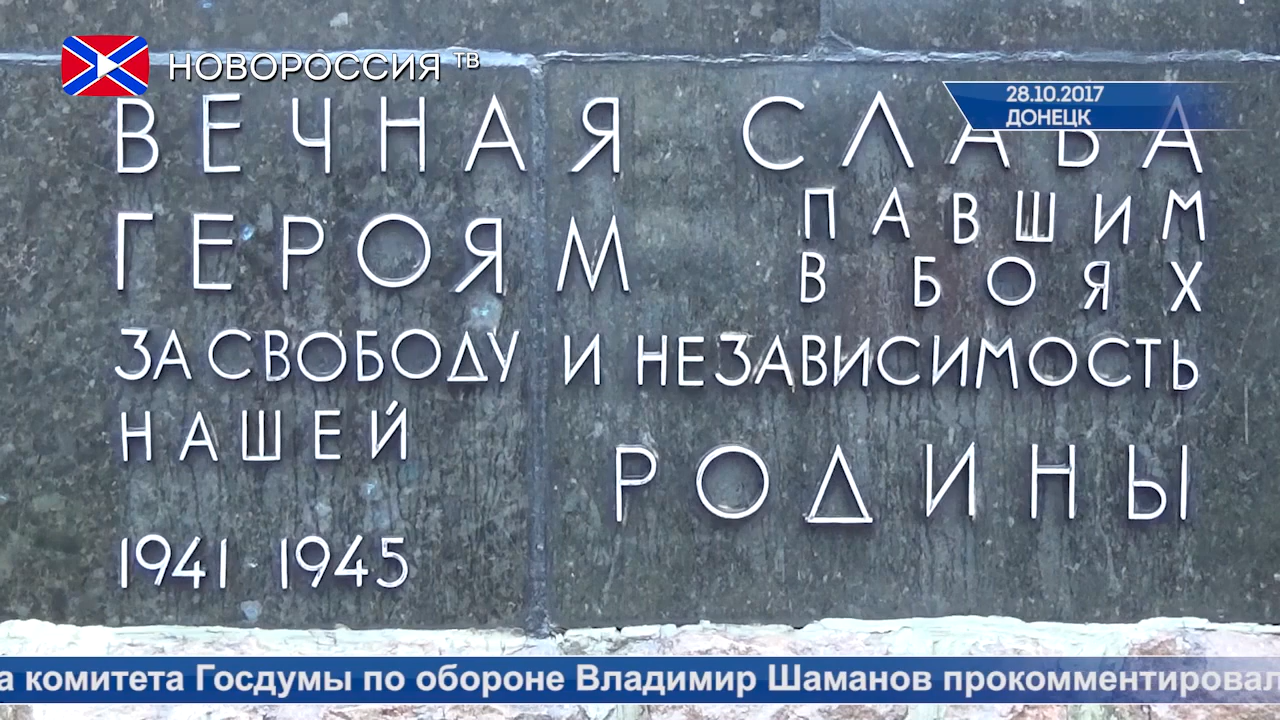 НОВОРОССИЯ ТВ
28.10.2017
ДОНЕЦК
ВЕЧНАЯ СЛАВА
ГЕРОЯМ ПАВШИМ
В БОЯХ
ЗА СВОБОДУ И НЕЗАВИСИМОСТЬ
НАШЕЙ
РОДИНЫ
1941 1945
а комитета Госдумы по обороне Владимир Шаманов прокомментировал